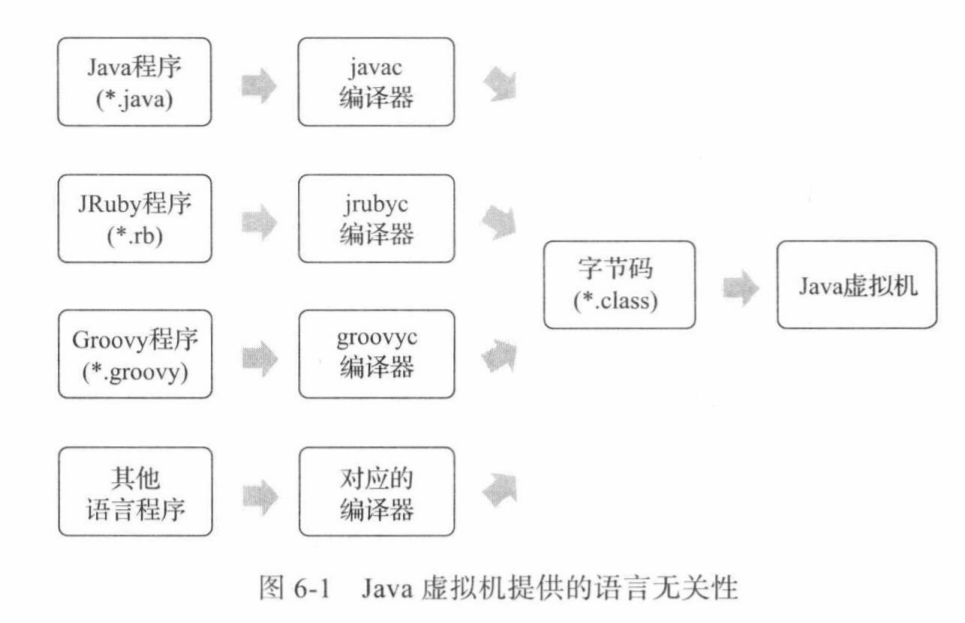 Java程序
(*.java)
javac
编译器
JRuby程序
(*.rb)
jrubyc
编译器
字节码
(*.class)
Java虚拟机
Groovy程序
(*.groovy)
groovyc
编译器
其他
语言程序
对应的
编译器
图 6-1 Java 虚拟机提供的语言无关性